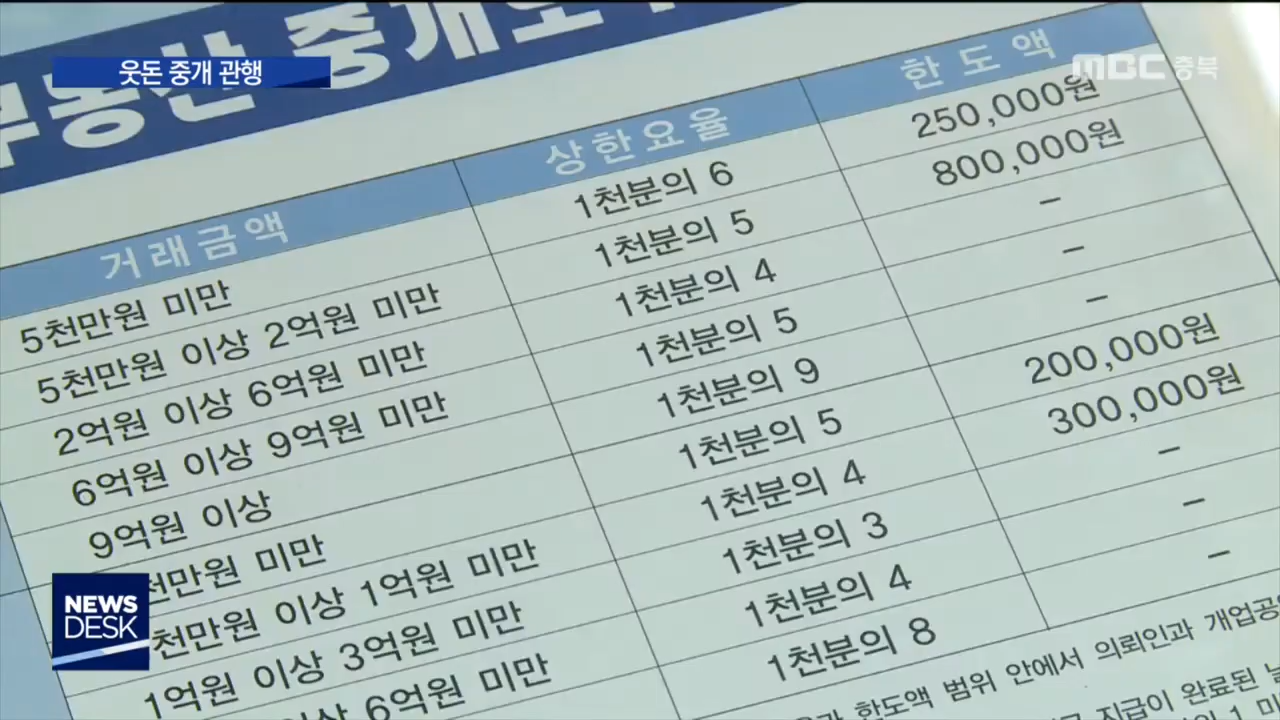 웃돈 중개 관행
MBC 충북
부동산 중개보
거래금액 상한요율 한도액
5천만원 미만 1천분의 6 250,000원
5천만원 이상 2억원 미만 1천분의 5 800,000원
2억원 이상 6억원 미만 1천분의 4 -
6억원 이상 9억원 미만 1천분의 5 -
9억원 이상 1천분의 9 -
천만원 미만 1천분의 5 200,000원
천만원 이상 1억원 미만 1천분의 4 300,000원
1억원 이상 3억원 미만 1천분의 3 -
이상 6억원 미만 1천분의 4 -
1천분의 8 -
한도액 범위 안에서 의뢰인과 개업공
지급이 완료된
NEWS
DESK